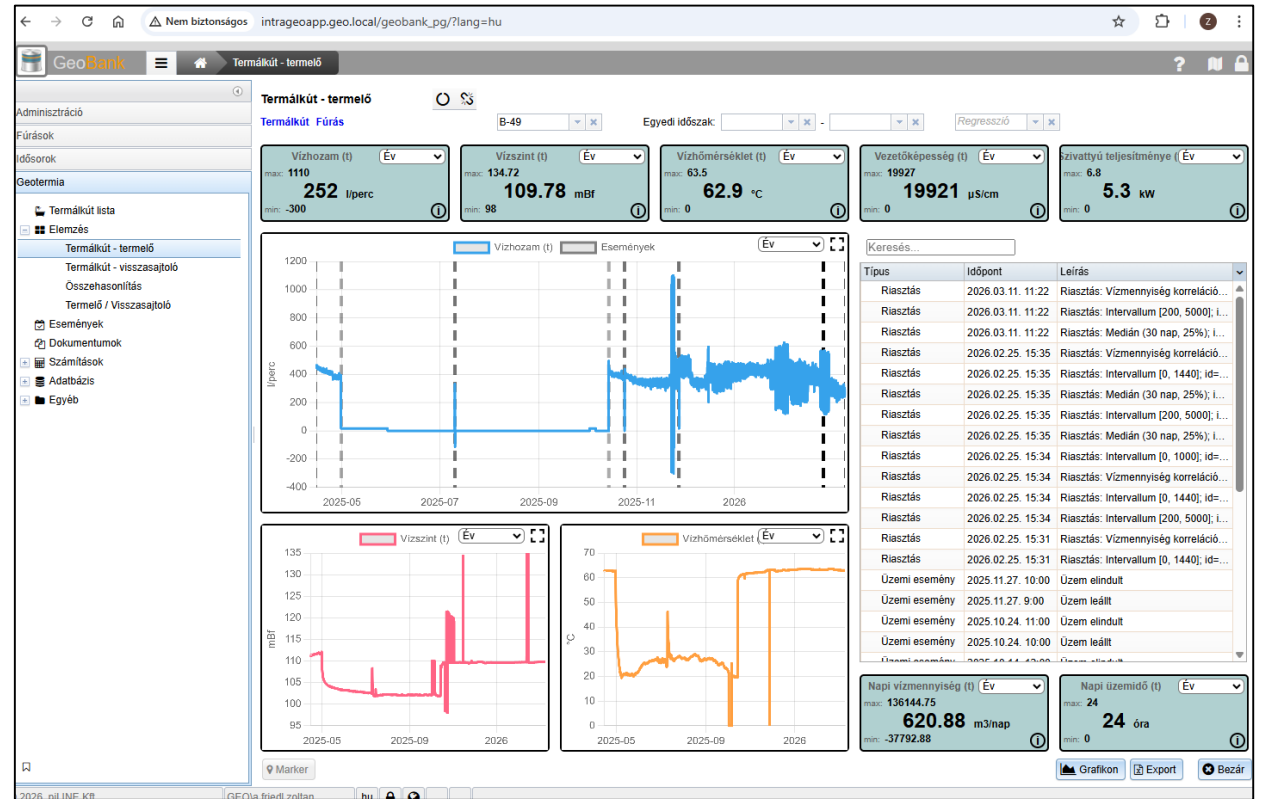 Nem biztonságos intrageoapp.geo.local/geobank_pg/?lang=hu Z
GeoBank Termálkút - termelő ?
Adminisztráció
Fúrások
Idősorok
Geotermia
Termálkút lista
Elemzés
Termálkút - termelő
Termálkút - visszasajtoló
Összehasonlítás
Termelő / Visszasajtoló
Események
Dokumentumok
Számítások
Adatbázis
Egyéb
Termálkút - termelő
Termálkút Fúrás B-49 Egyedi időszak: - Regresszió
Vízhozam (t) Év
max: 1110
252 l/perc
min: -300
Vízszint (t) Év
max: 134.72
109.78 mBf
min: 98
Vízhőmérséklet (t) Év
max: 63.5
62.9 °C
min: 0
Vezetőképesség (t) Év
max: 19927
19921 µS/cm
min: 0
Szivattyú teljesítménye ( Év
max: 6.8
5.3 kW
min: 0
Vízhozam (t) Események Év
1200
1000
800
600
400
200
0
-200
-400
l/perc
2025-05 2025-07 2025-09 2025-11 2026
Vízszint (t) Év
135
130
125
120
115
110
105
100
95
mBf
2025-05 2025-09 2026
Vízhőmérséklet ( Év
70
60
50
40
30
20
10
0
°C
2025-05 2025-09 2026
Keresés...
Típus Időpont Leírás
Riasztás 2026.03.11. 11:22 Riasztás: Vízmennyiség korreláció...
Riasztás 2026.03.11. 11:22 Riasztás: Intervallum [200, 5000]; i...
Riasztás 2026.03.11. 11:22 Riasztás: Medián (30 nap, 25%); i...
Riasztás 2026.02.25. 15:35 Riasztás: Vízmennyiség korreláció...
Riasztás 2026.02.25. 15:35 Riasztás: Intervallum [0, 1440]; id=...
Riasztás 2026.02.25. 15:35 Riasztás: Medián (30 nap, 25%); i...
Riasztás 2026.02.25. 15:35 Riasztás: Intervallum [200, 5000]; i...
Riasztás 2026.02.25. 15:35 Riasztás: Medián (30 nap, 25%); i...
Riasztás 2026.02.25. 15:34 Riasztás: Intervallum [0, 1000]; id=...
Riasztás 2026.02.25. 15:34 Riasztás: Vízmennyiség korreláció...
Riasztás 2026.02.25. 15:34 Riasztás: Intervallum [0, 1440]; id=...
Riasztás 2026.02.25. 15:34 Riasztás: Intervallum [200, 5000]; i...
Riasztás 2026.02.25. 15:31 Riasztás: Vízmennyiség korreláció...
Riasztás 2026.02.25. 15:31 Riasztás: Intervallum [0, 1440]; id=...
Üzemi esemény 2025.11.27. 10:00 Üzem elindult
Üzemi esemény 2025.11.27. 9:00 Üzem leállt
Üzemi esemény 2025.10.24. 11:00 Üzem elindult
Üzemi esemény 2025.10.24. 10:00 Üzem leállt
Napi vízmennyiség (t) Év
max: 136144.75
620.88 m3/nap
min: -37792.88
Napi üzemidő (t) Év
max: 24
24 óra
min: 0
Marker Grafikon Export Bezár
hu